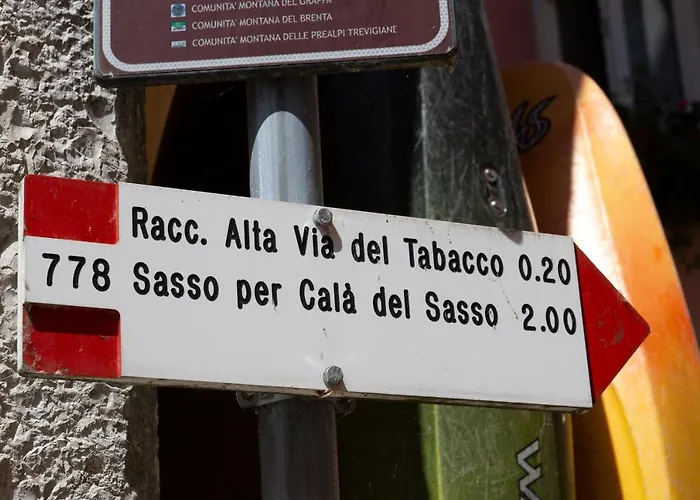 COMUNITA' MONTANA DEL GRAPPA
COMUNITA' MONTANA DEL BRENTA
COMUNITA' MONTANA DELLE PREALPI TREVIGIANE
Racc. Alta Via del Tabacco 0.20
778 Sasso per Calà del Sasso 2.00